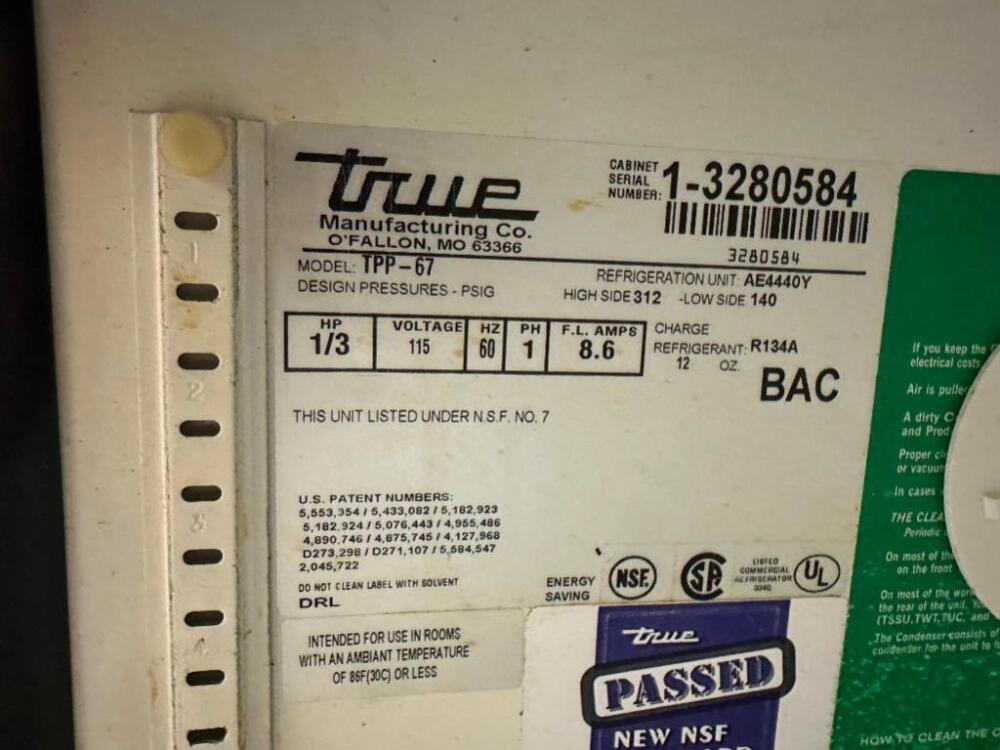 true
Manufacturing Co.
O'FALLON, MO 63366
CABINET
SERIAL
NUMBER: 1-3280584
3280584
MODEL: TPP-67
REFRIGERATION UNIT: AE4440Y
DESIGN PRESSURES - PSIG
HIGH SIDE 312 -LOW SIDE 140
HP VOLTAGE HZ PH F.L. AMPS
1/3 115 60 1 8.6
CHARGE
REFRIGERANT: R134A
12 OZ.
BAC
THIS UNIT LISTED UNDER N.S.F. NO. 7
U.S. PATENT NUMBERS:
5,553,354 / 5,433,082 / 5,182,923
5,182,924 / 5,076,443 / 4,955,486
4,890,746 / 4,875,745 / 4,127,968
D273,298 / D271,107 / 5,584,547
2,045,722
DO NOT CLEAN LABEL WITH SOLVENT
DRL
ENERGY
SAVING
NSF.
SA
LISTED
COMMERCIAL
REFRIGERATOR
UL
INTENDED FOR USE IN ROOMS
WITH AN AMBIANT TEMPERATURE
OF 86F(30C) OR LESS
true
PASSED
NEW NSF
1
2
3
4
If you keep the
electrical costs
Air is pulle
A dirty C
and Prod
Proper cl
or vacuum
In cases
THE CLEA
Periodic
On most of th
on the front
On most of the
the rear of the unit.
(TSSU,TWT,TUC, and
The Condenser consists of
condenser for the unit to
HOW TO CLEAN THE C